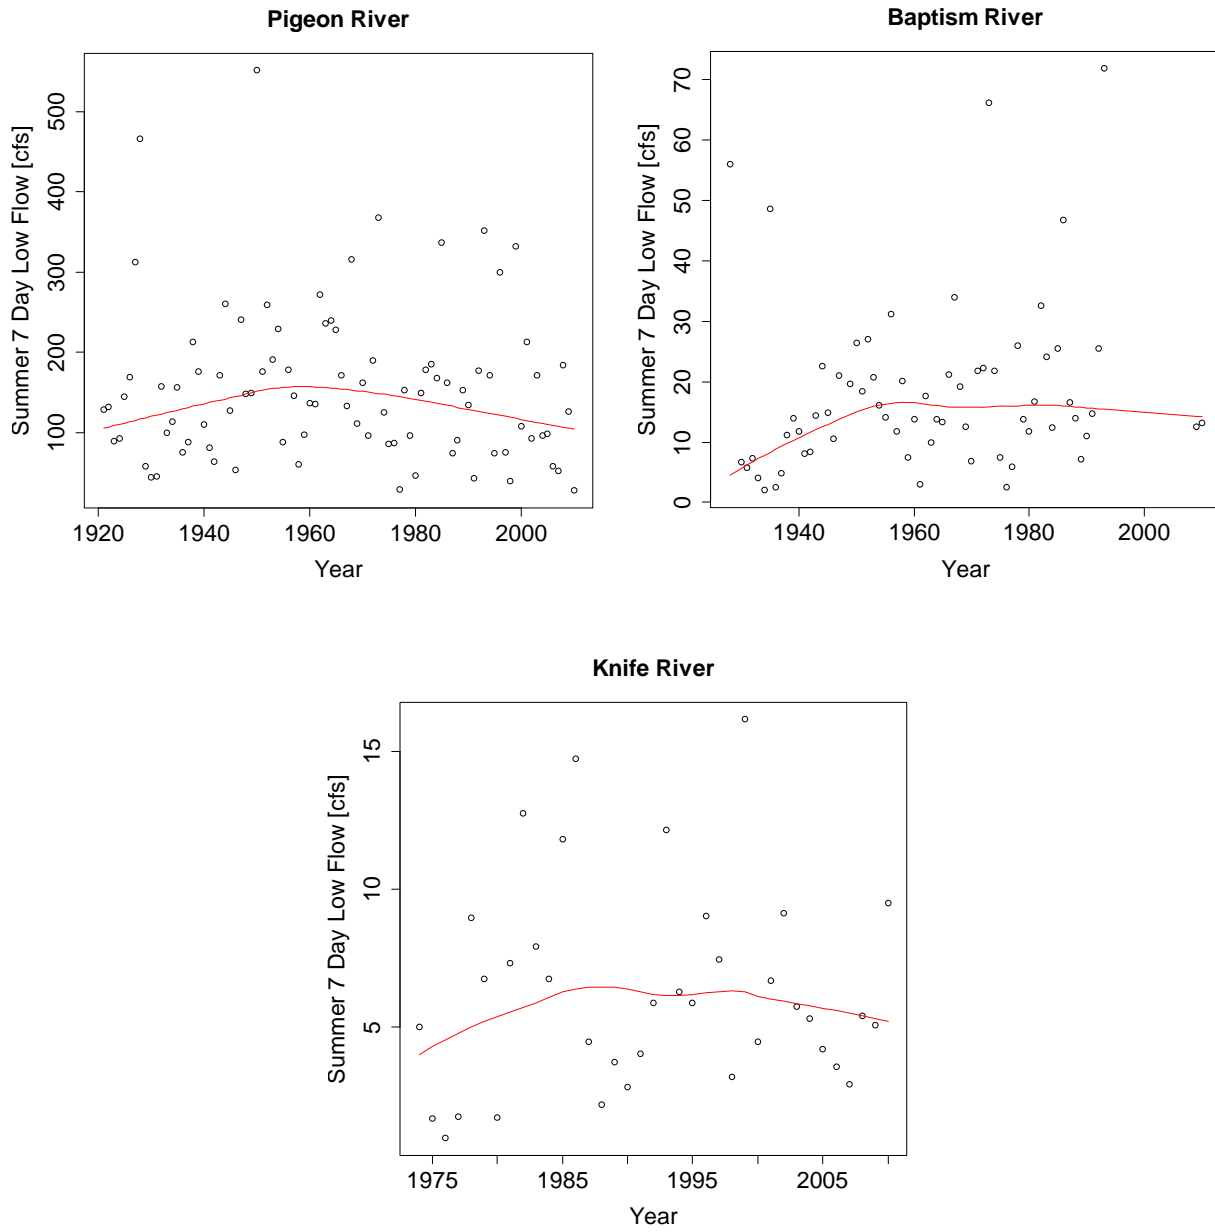 Pigeon River
Summer 7 Day Low Flow [cfs]
500
400
300
200
100
1920 1940 1960 1980 2000
Year
Baptism River
Summer 7 Day Low Flow [cfs]
70
60
50
40
30
20
10
0
1940 1960 1980 2000
Year
Knife River
Summer 7 Day Low Flow [cfs]
15
10
5
1975 1985 1995 2005
Year